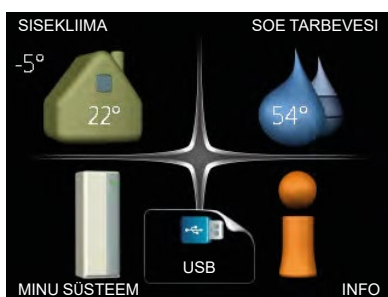 SISEKLIIMA
SOE TARBEVESI
-5°
22°
54°
USB
MINU SÜSTEEM
INFO